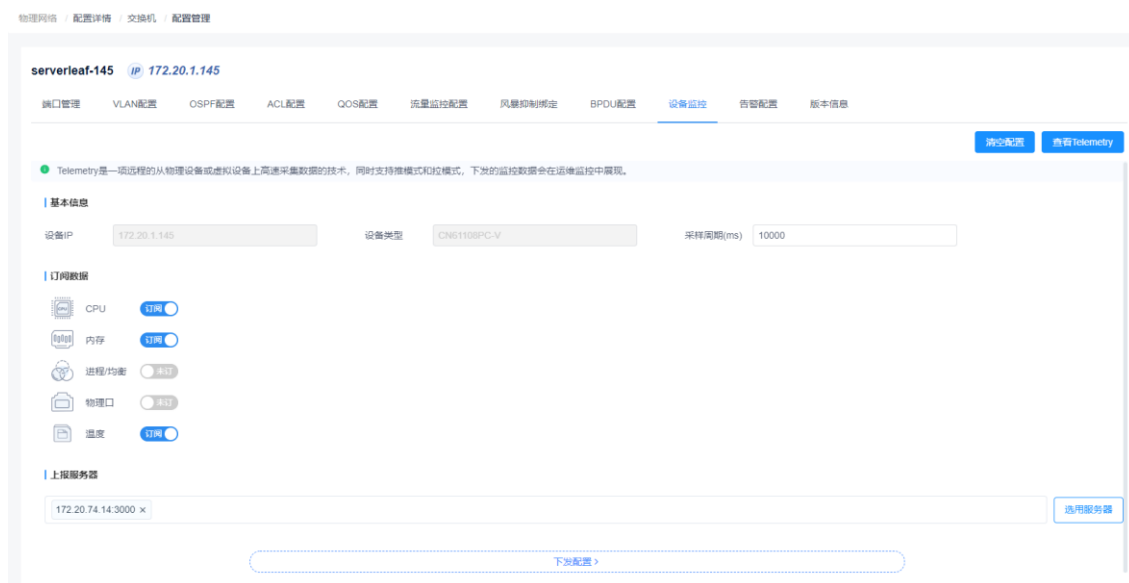 物理网络 / 配置详情 / 交换机 / 配置管理
serverleaf-145 IP 172.20.1.145
端口管理 VLAN配置 OSPF配置 ACL配置 QOS配置 流量监控配置 风暴抑制绑定 BPDU配置 设备监控 告警配置 版本信息
清空配置 查看Telemetry
Telemetry是一项远程的从物理设备或虚拟设备上高速采集数据的技术，同时支持推模式和拉模式，下发的监控数据会在运维监控中展现。
基本信息
设备IP 172.20.1.145 设备类型 CN61108PC-V 采样周期(ms) 10000
订阅数据
CPU 订阅
内存 订阅
进程/均衡 未订
物理口 未订
温度 订阅
上报服务器
172.20.74.14:3000 × 选用服务器
下发配置 >